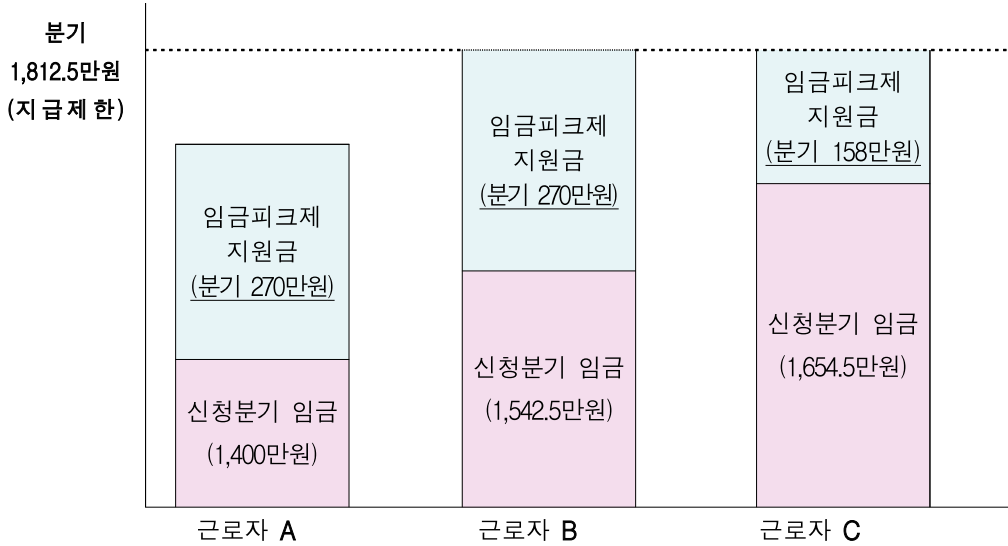 분기
1,812.5만원
(지급제한)
임금피크제
지원금
(분기 270만원)
신청분기 임금
(1,400만원)
근로자 A
임금피크제
지원금
(분기 270만원)
신청분기 임금
(1,542.5만원)
근로자 B
임금피크제
지원금
(분기 158만원)
신청분기 임금
(1,654.5만원)
근로자 C